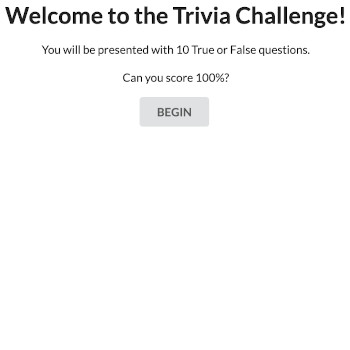 Welcome to the Trivia Challenge!
You will be presented with 10 True or False questions.
Can you score 100%?
BEGIN